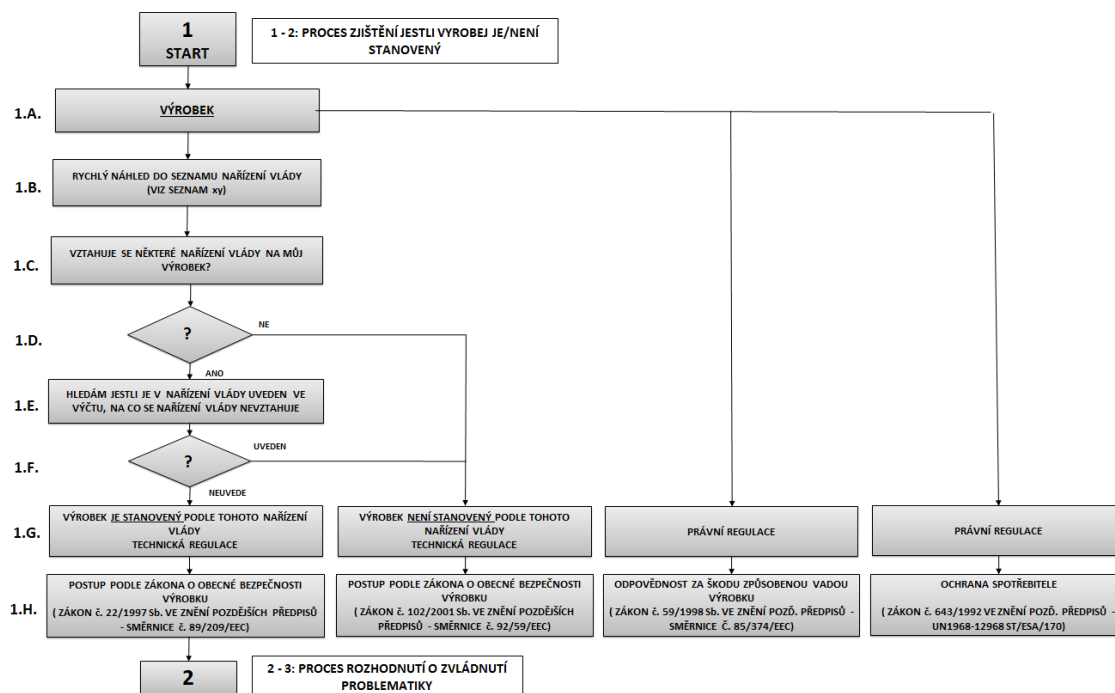 1
START
1 - 2: PROCES ZJIŠTĚNÍ JESTLI VYROBEJ JE/NENÍ
STANOVENÝ
1.A.
VÝROBEK
1.B.
RYCHLÝ NÁHLED DO SEZNAMU NAŘÍZENÍ VLÁDY
(VIZ SEZNAM xy)
1.C.
VZTAHUJE SE NĚKTERÉ NAŘÍZENÍ VLÁDY NA MŮJ
VÝROBEK?
1.D.
?
NE
ANO
1.E.
HLEDÁM JESTLI JE V NAŘÍZENÍ VLÁDY UVEDEN VE
VÝČTU, NA CO SE NAŘÍZENÍ VLÁDY NEVZTAHUJE
1.F.
?
UVEDEN
NEUVEDE
1.G.
VÝROBEK JE STANOVENÝ PODLE TOHOTO NAŘÍZENÍ
VLÁDY
TECHNICKÁ REGULACE
VÝROBEK NENÍ STANOVENÝ PODLE TOHOTO
NAŘÍZENÍ VLÁDY
TECHNICKÁ REGULACE
PRÁVNÍ REGULACE
PRÁVNÍ REGULACE
1.H.
POSTUP PODLE ZÁKONA O OBECNÉ BEZPEČNOSTI
VÝROBKU
( ZÁKON č. 22/1997 Sb. VE ZNĚNÍ POZDĚJŠÍCH PŘEDPISŮ
- SMĚRNICE č. 89/209/EEC)
POSTUP PODLE ZÁKONA O OBECNÉ BEZPEČNOSTI
VÝROBKU
( ZÁKON č. 102/2001 Sb. VE ZNĚNÍ POZDĚJŠÍCH
PŘEDPISŮ - SMĚRNICE č. 92/59/EEC)
ODPOVĚDNOST ZA ŠKODU ZPŮSOBENOU VADOU
VÝROBKU
( ZÁKON č. 59/1998 Sb. VE ZNĚNÍ POZĎ. PŘEDPISŮ -
SMĚRNICE Č. 85/374/EEC)
OCHRANA SPOTŘEBITELE
( ZÁKON č. 643/1992 VE ZNĚNÍ POZĎ. PŘEDPISŮ -
UN1968-12968 ST/ESA/170)
2
2 - 3: PROCES ROZHODNUTÍ O ZVLÁDNUTÍ
PROBLEMATIKY